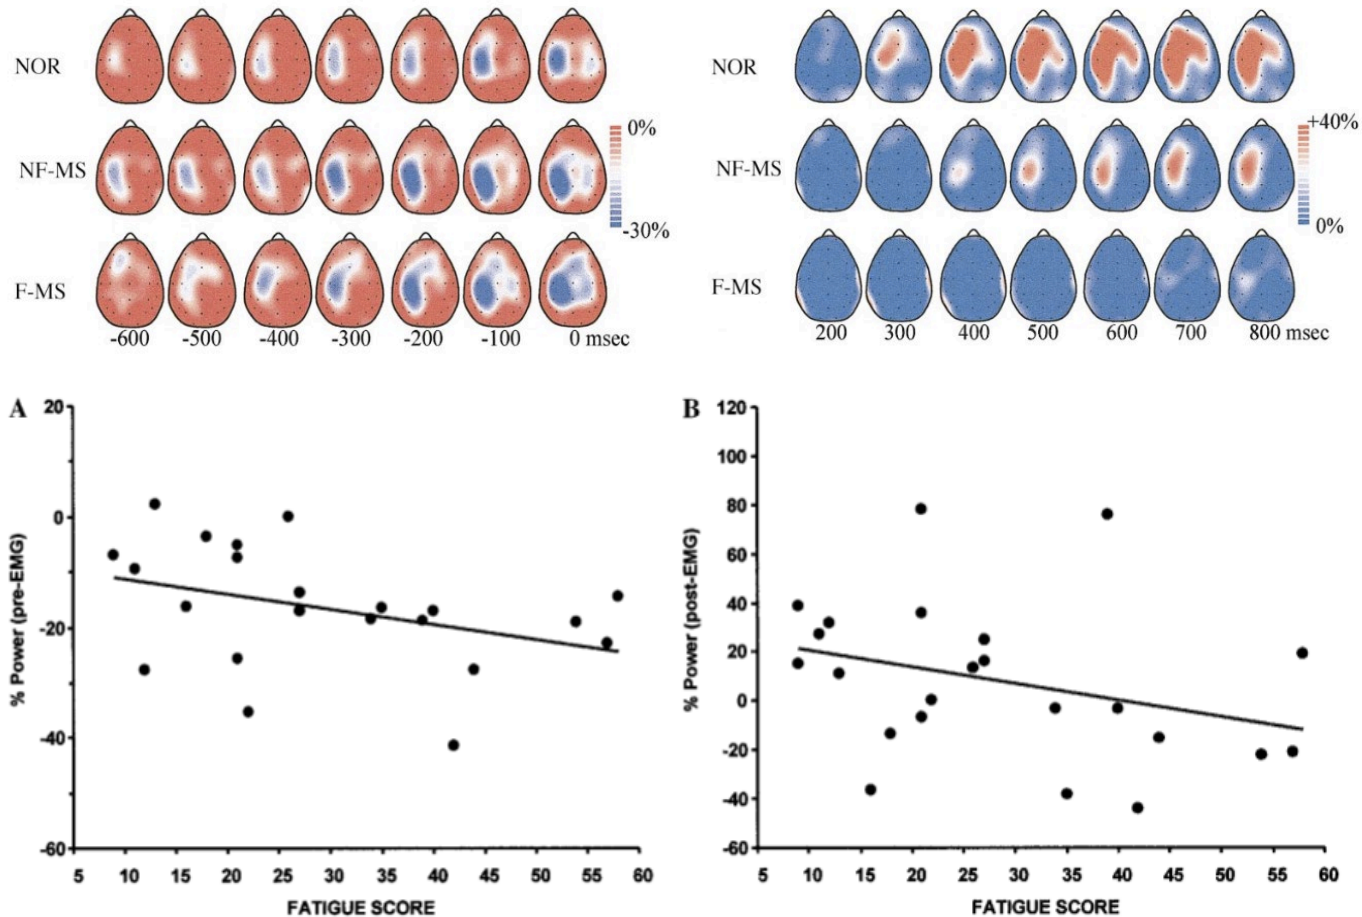 NOR
NF-MS
F-MS
0%
-30%
-600 -500 -400 -300 -200 -100 0 msec
NOR
NF-MS
F-MS
+40%
0%
200 300 400 500 600 700 800 msec
A
20
0
-20
-40
-60
% Power (pre-EMG)
5 10 15 20 25 30 35 40 45 50 55 60
FATIGUE SCORE
B
120
100
80
60
40
20
0
-20
-40
-60
% Power (post-EMG)
5 10 15 20 25 30 35 40 45 50 55 60
FATIGUE SCORE